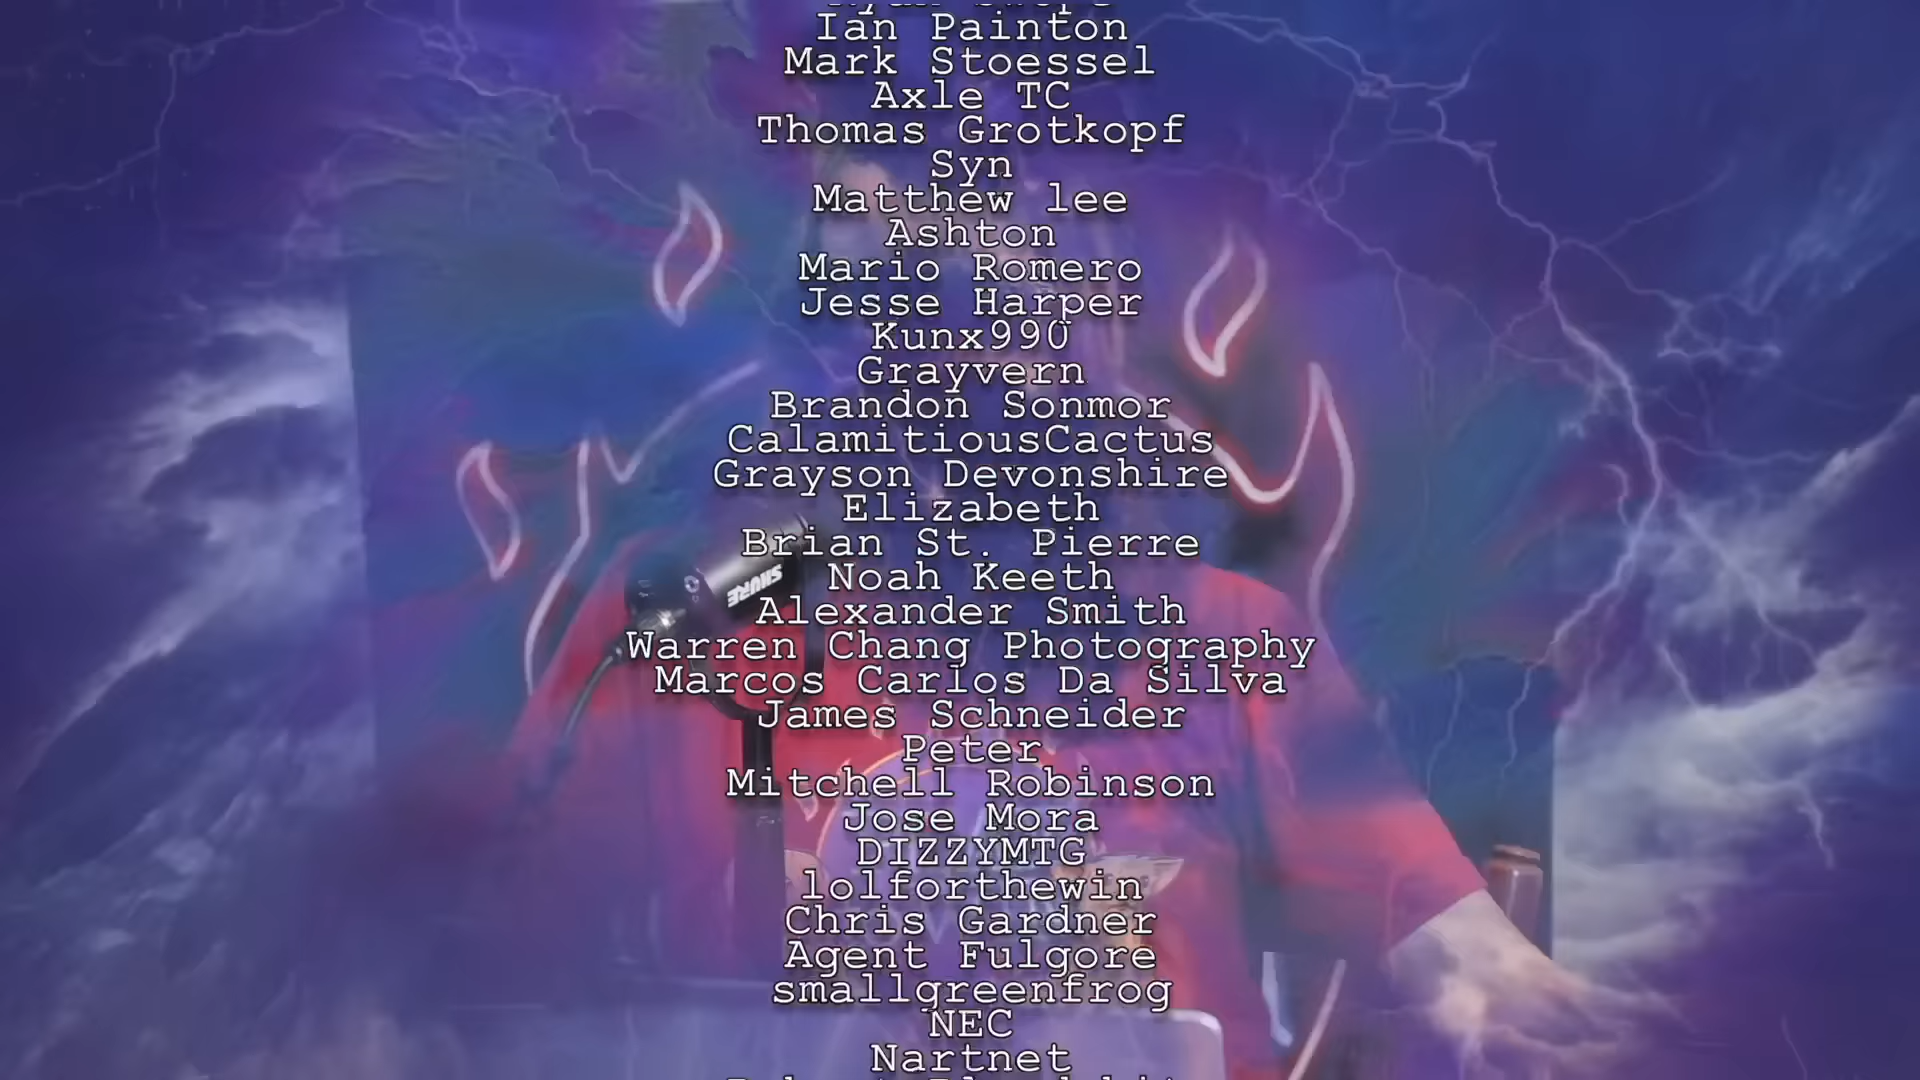 Ian Painton
Mark Stoessel
Axle TC
Thomas Grotkopf
Syn
Matthew lee
Ashton
Mario Romero
Jesse Harper
Kunx990
Grayvern
Brandon Sonmor
CalamitiousCactus
Grayson Devonshire
Elizabeth
Brian St. Pierre
SHURE
Noah Keeth
Alexander Smith
Warren Chang Photography
Marcos Carlos Da Silva
James Schneider
Peter
Mitchell Robinson
Jose Mora
DIZZYMTG
lolforthewin
Chris Gardner
Agent Fulgore
smallgreenfrog
NEC
Nartnet